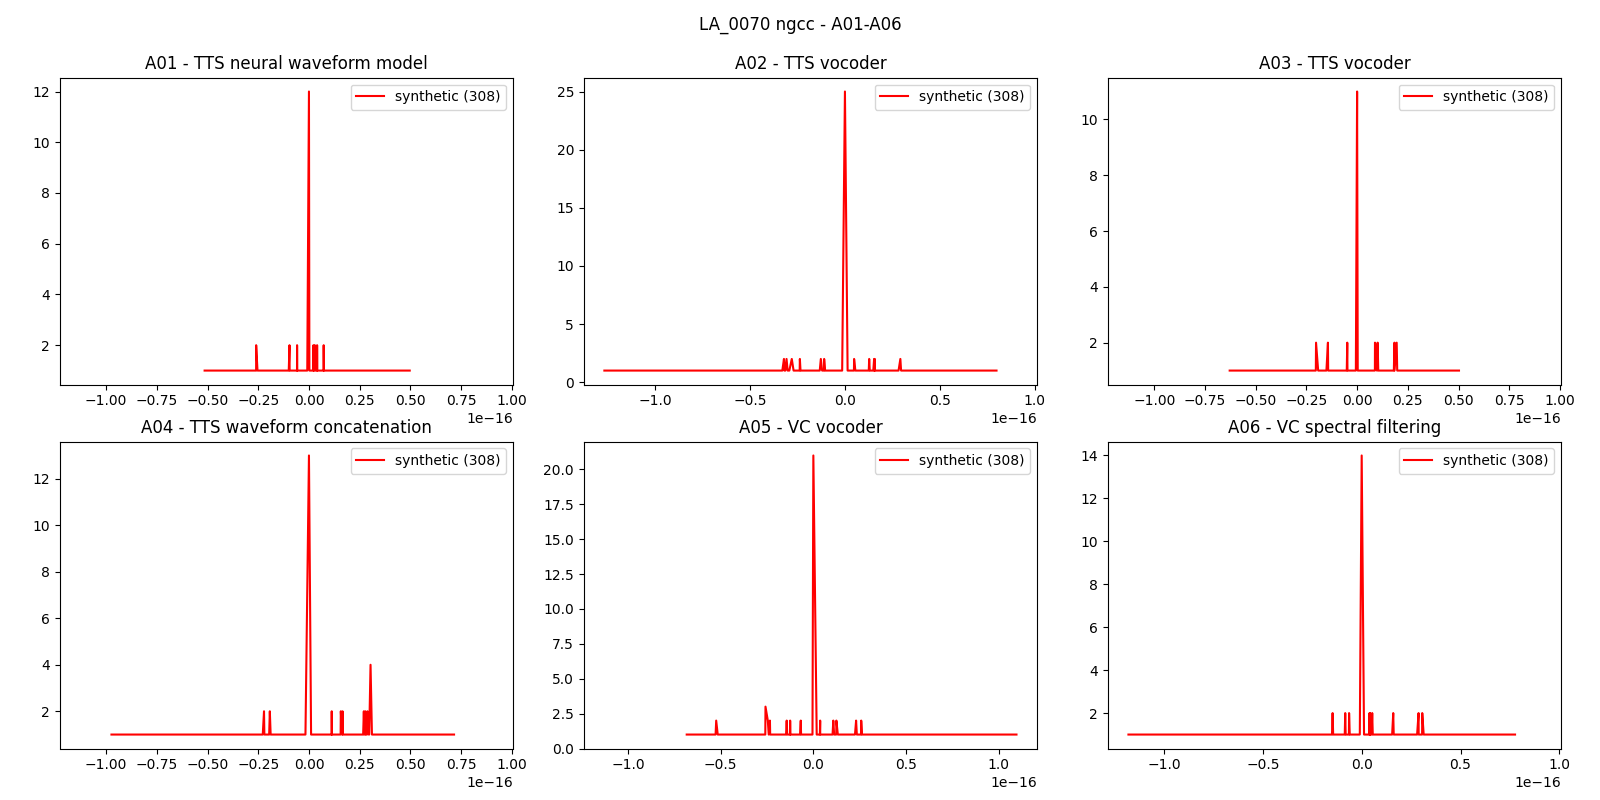 LA_0070 ngcc - A01-A06
A01 - TTS neural waveform model
synthetic (308)
12
10
8
6
4
2
−1.00 −0.75 −0.50 −0.25 0.00 0.25 0.50 0.75 1.00
1e−16
A02 - TTS vocoder
synthetic (308)
25
20
15
10
5
0
−1.0 −0.5 0.0 0.5 1.0
1e−16
A03 - TTS vocoder
synthetic (308)
10
8
6
4
2
−1.00 −0.75 −0.50 −0.25 0.00 0.25 0.50 0.75 1.00
1e−16
A04 - TTS waveform concatenation
synthetic (308)
12
10
8
6
4
2
−1.00 −0.75 −0.50 −0.25 0.00 0.25 0.50 0.75 1.00
1e−16
A05 - VC vocoder
synthetic (308)
20.0
17.5
15.0
12.5
10.0
7.5
5.0
2.5
0.0
−1.0 −0.5 0.0 0.5 1.0
1e−16
A06 - VC spectral filtering
synthetic (308)
14
12
10
8
6
4
2
−1.0 −0.5 0.0 0.5 1.0
1e−16